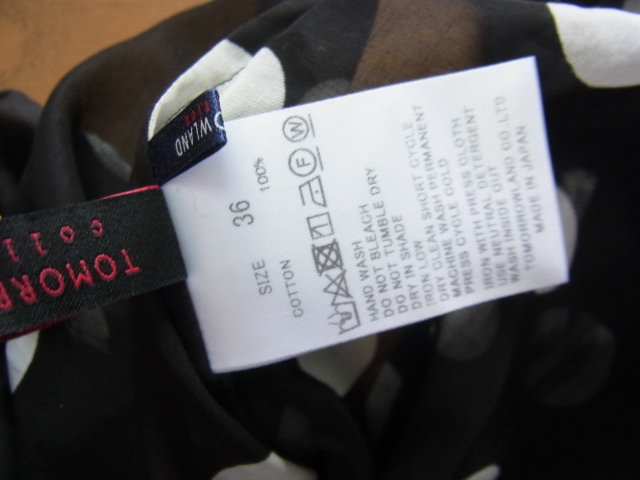 TOMORR
coll
WLAND
SIZE 36
COTTON 100%
F W
HAND WASH
DO NOT BLEACH
DO NOT TUMBLE DRY
DRY IN SHADE
IRON LOW
DRY CLEAN SHORT CYCLE
MACHINE WASH PERMANENT
CYCLE COLD
PRESS CLOTH
IRON WITH
USE NEUTRAL DETERGENT
WASH INSIDE OUT
TOMORROWLAND CO.,LTD.
MADE IN JAPAN